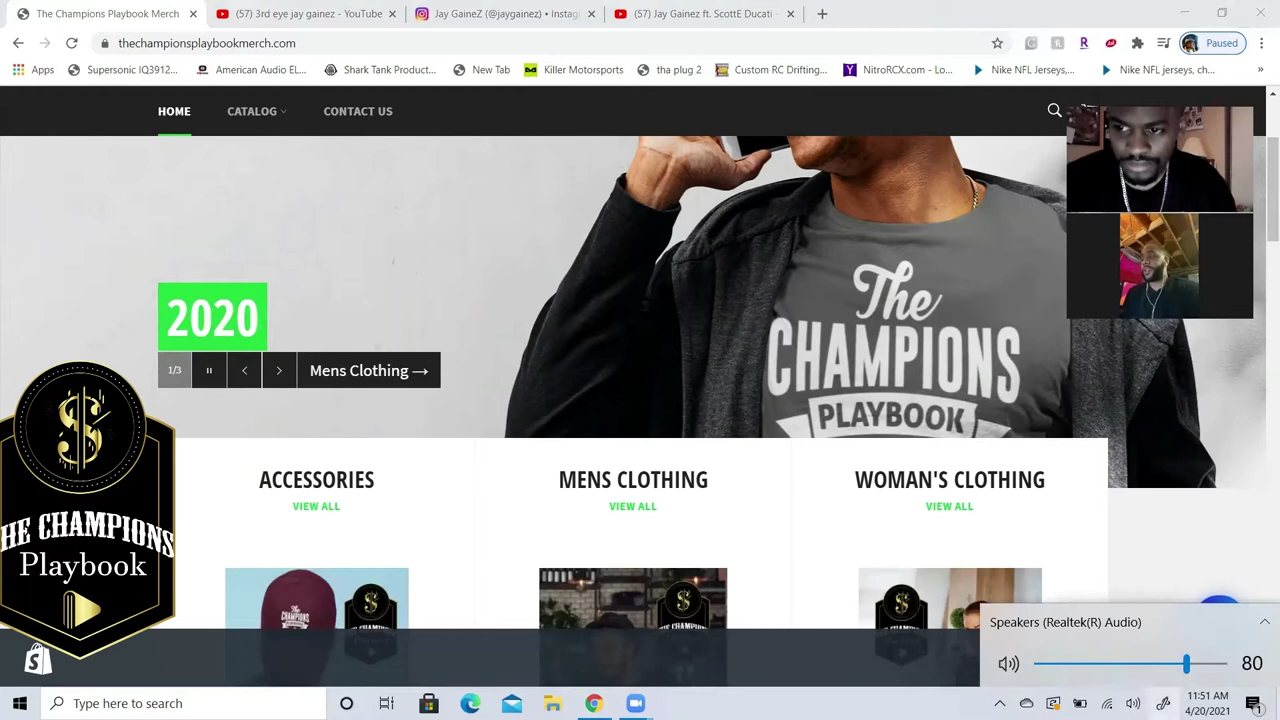 The Champions Playbook Merch
(57) 3rd eye jay gainez - YouTube
Jay GaineZ (@jaygainez) • Instag
(57) Jay Gainez ft. ScottE Ducati -
thechampionsplaybookmerch.com
Paused
Apps
Supersonic IQ3912...
American Audio EL...
Sleyk Tank Product...
New Tab
Killer Motorsports
tha plug 2
Custom RC Drifting...
NitroRCX.com - Lo...
Nike NFL Jerseys,...
Nike NFL jerseys, ch...
HOME
CATALOG
CONTACT US
2020
1/3
Mens Clothing →
The
CHAMPIONS
PLAYBOOK
ACCESSORIES
VIEW ALL
MENS CLOTHING
VIEW ALL
WOMAN'S CLOTHING
VIEW ALL
$
HE CHAMPIONS
Playbook
Speakers (Realtek(R) Audio)
80
Type here to search
11:51 AM
4/20/2021